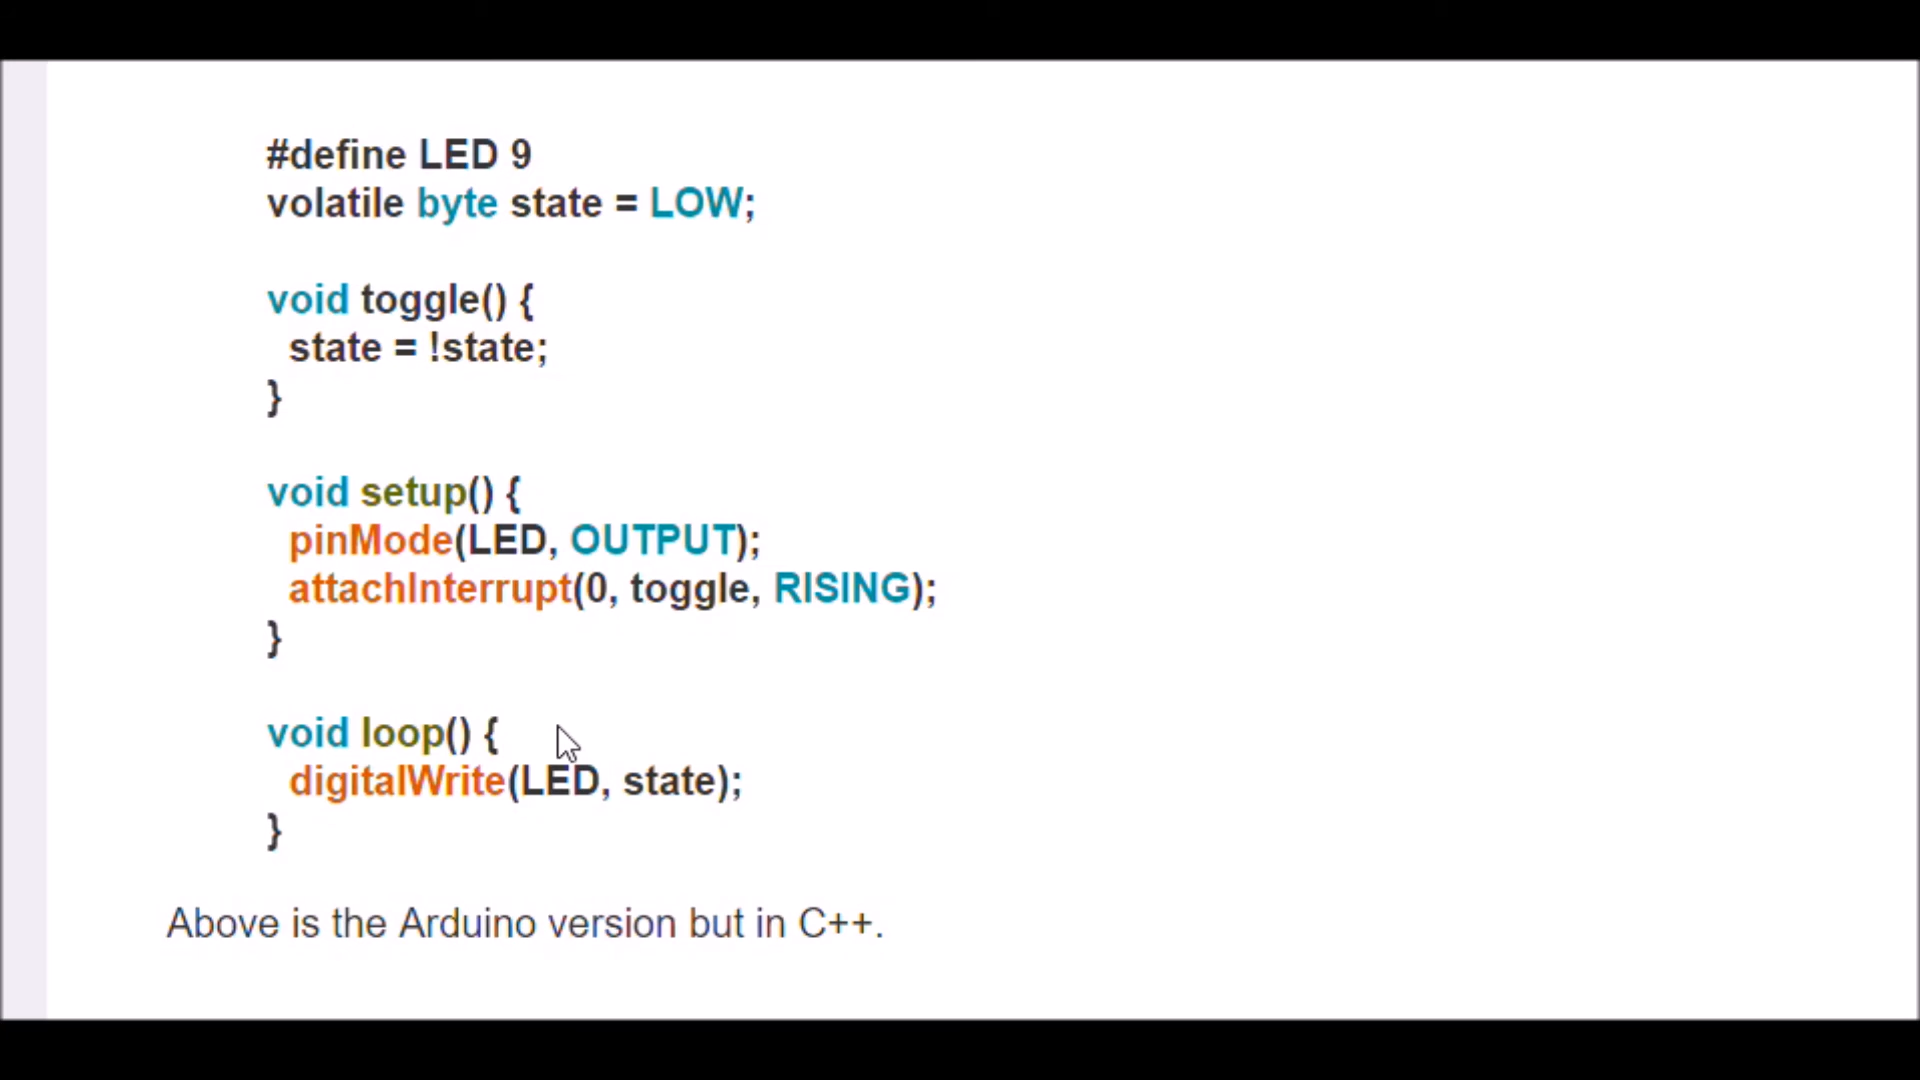 #define LED 9
volatile byte state = LOW;
void toggle() {
state = !state;
}
void setup() {
pinMode(LED, OUTPUT);
attachInterrupt(0, toggle, RISING);
}
void loop() {
digitalWrite(LED, state);
}
Above is the Arduino version but in C++.